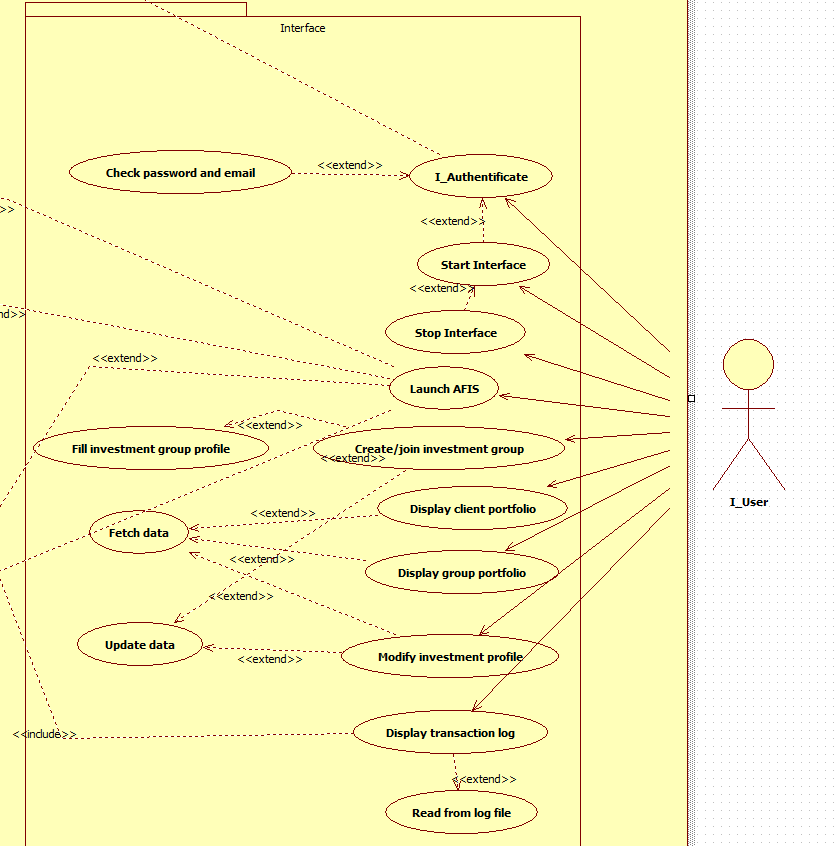 Interface
<<extend>>
Check password and email
I_Authentificate
>>
<<extend>>
Start Interface
<<extend>>
nd>>
Stop Interface
<<extend>>
Launch AFIS
<<extend>>
Fill investment group profile
Create/join investment group
<<extend>>
I_User
Display client portfolio
<<extend>>
Fetch data
<<extend>>
Display group portfolio
<<extend>>
Update data
<<extend>>
Modify investment profile
<<include>>
Display transaction log
<<extend>>
Read from log file